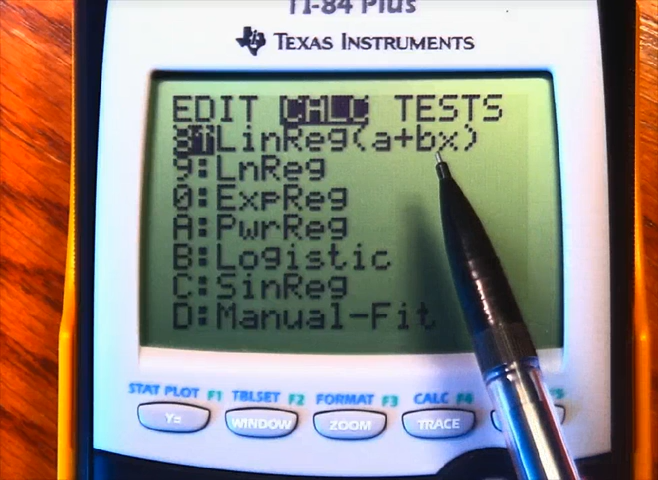 TI-84 Plus
TEXAS INSTRUMENTS
EDIT CALC TESTS
8↑LinReg(a+bx)
9:LnReg
0:ExpReg
A:PwrReg
B:Logistic
C:SinReg
D:Manual-Fit
STAT PLOT F1 TBLSET F2 FORMAT F3 CALC F4 F5
Y= WINDOW ZOOM TRACE